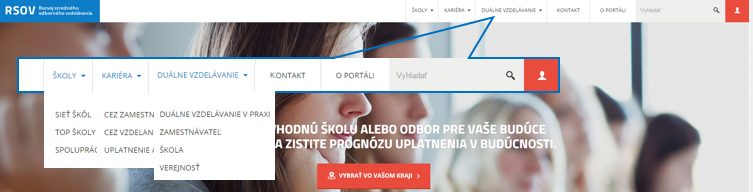 RSOV Rozvoj stredného
odborného vzdelávania
ŠKOLY KARIÉRA DUÁLNE VZDELÁVANIE KONTAKT O PORTÁLI Vyhladať
ŠKOLY KARIÉRA DUÁLNE VZDELÁVANIE KONTAKT O PORTÁLI Vyhladať
SIEŤ ŠKÔL CEZ ZAMESTN DUÁLNE VZDELÁVANIE V PRAXI
TOP ŠKOLY CEZ VZDELAN ZAMESTNÁVATEĽ
SPOLUPRÁC UPLATNENIE ŠKOLA
VEREJNOSŤ
VHODNÚ ŠKOLU ALEBO ODBOR PRE VAŠE BUDÚCE
A ZISTITE PROGNÓZU UPLATNENIA V BUDÚCNOSTI.
VYBRAŤ VO VAŠOM KRAJI